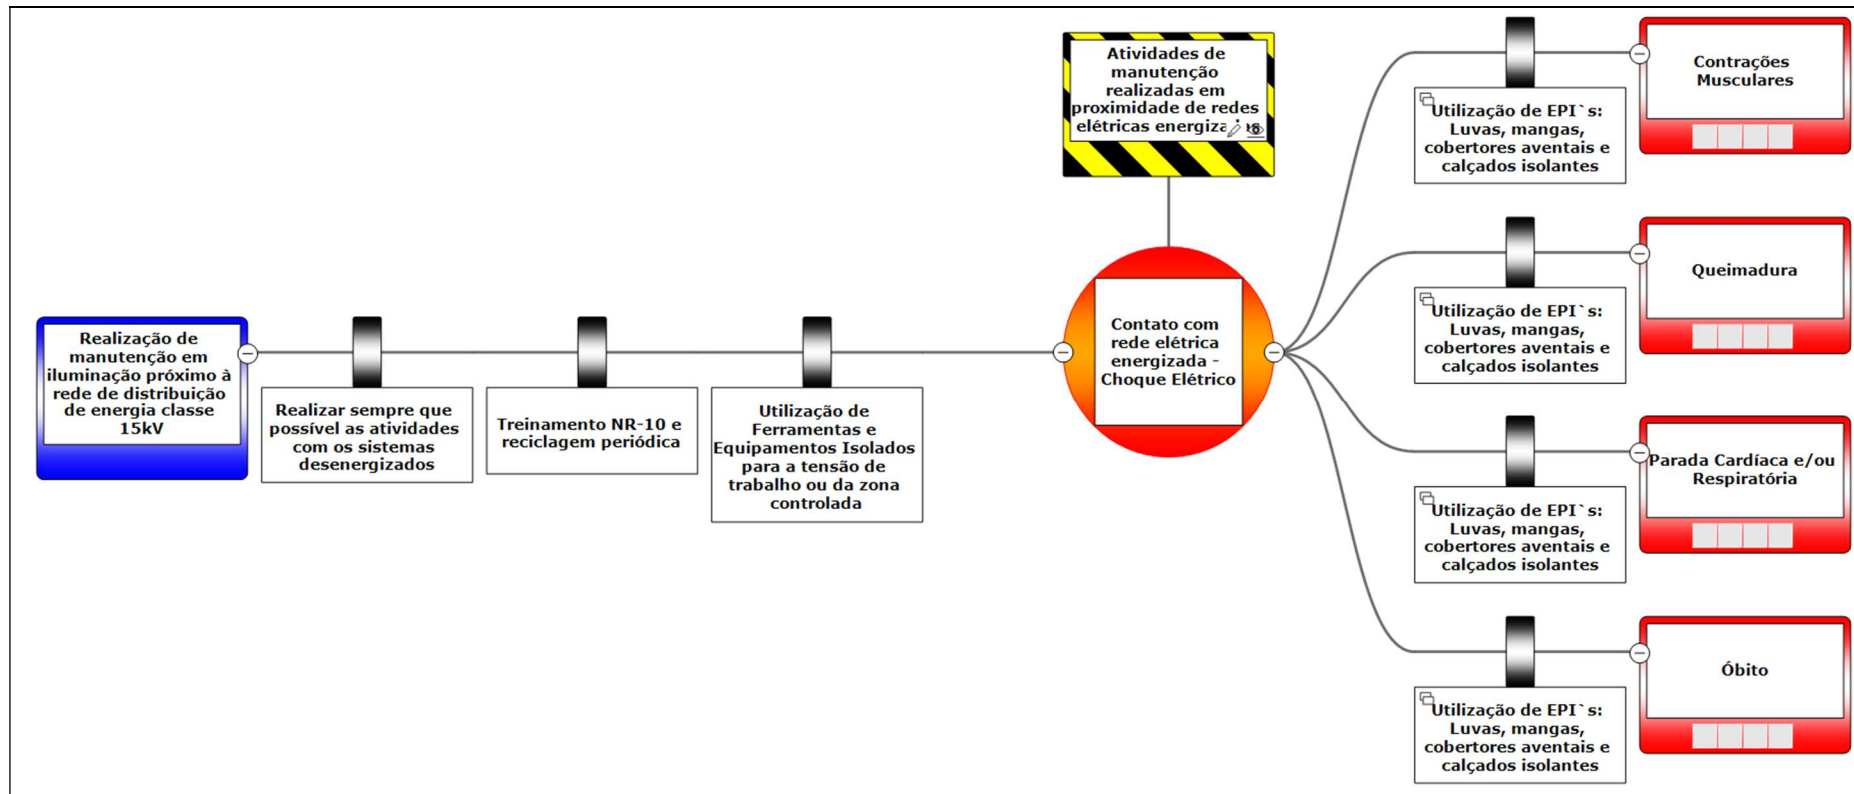 Atividades de
manutenção
realizadas em
proximidade de redes
elétricas
Contrações
Musculares
Utilização de EPI`s:
Luvas, mangas,
cobertores aventais e
calçados isolantes
Queimadura
Utilização de EPI`s:
Luvas, mangas,
cobertores aventais e
calçados isolantes
Realização de
manutenção em
iluminação próximo à
rede de distribuição
de energia classe
15kV
Realizar sempre que
possível as atividades
com os sistemas
desenergizados
Treinamento NR-10 e
reciclagem periódica
Utilização de
Ferramentas e
Equipamentos Isolados
para a tensão de
trabalho ou da zona
controlada
Contato com
rede elétrica
energizada -
Choque Elétrico
Parada Cardíaca e/ou
Respiratória
Utilização de EPI`s:
Luvas, mangas,
cobertores aventais e
calçados isolantes
Óbito
Utilização de EPI`s:
Luvas, mangas,
cobertores aventais e
calçados isolantes